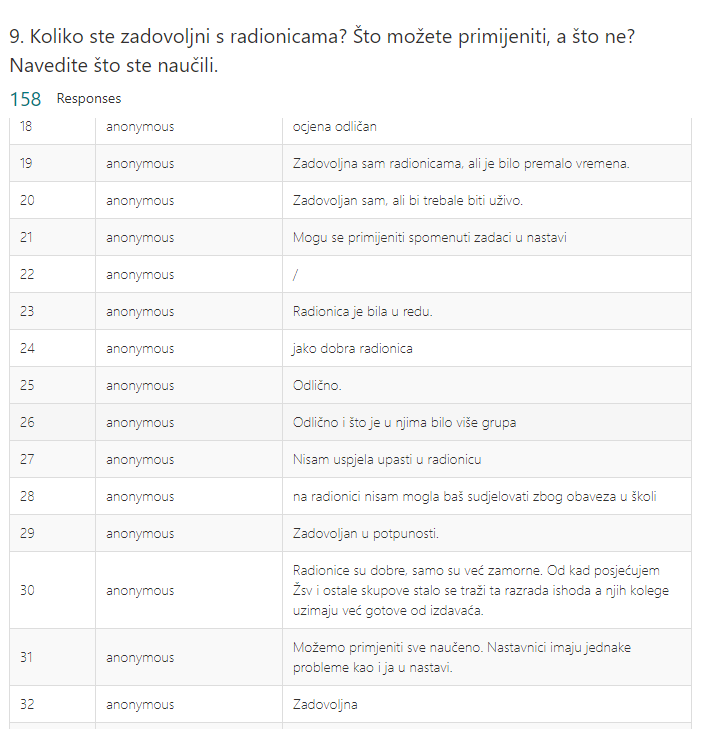 9. Koliko ste zadovoljni s radionicama? Što možete primijeniti, a što ne?
Navedite što ste naučili.
158 Responses
18 anonymous ocjena odličan
19 anonymous Zadovoljna sam radionicama, ali je bilo premalo vremena.
20 anonymous Zadovoljan sam, ali bi trebale biti uživo.
21 anonymous Mogu se primijeniti spomenuti zadaci u nastavi
22 anonymous /
23 anonymous Radionica je bila u redu.
24 anonymous jako dobra radionica
25 anonymous Odlično.
26 anonymous Odlično i što je u njima bilo više grupa
27 anonymous Nisam uspjela upasti u radionicu
28 anonymous na radionici nisam mogla baš sudjelovati zbog obaveza u školi
29 anonymous Zadovoljan u potpunosti.
30 anonymous Radionice su dobre, samo su već zamorne. Od kad posjećujem
Žsv i ostale skupove stalo se traži ta razrada ishoda a njih kolege
uzimaju već gotove od izdavaća.
31 anonymous Možemo primjeniti sve naučeno. Nastavnici imaju jednake
probleme kao i ja u nastavi.
32 anonymous Zadovoljna